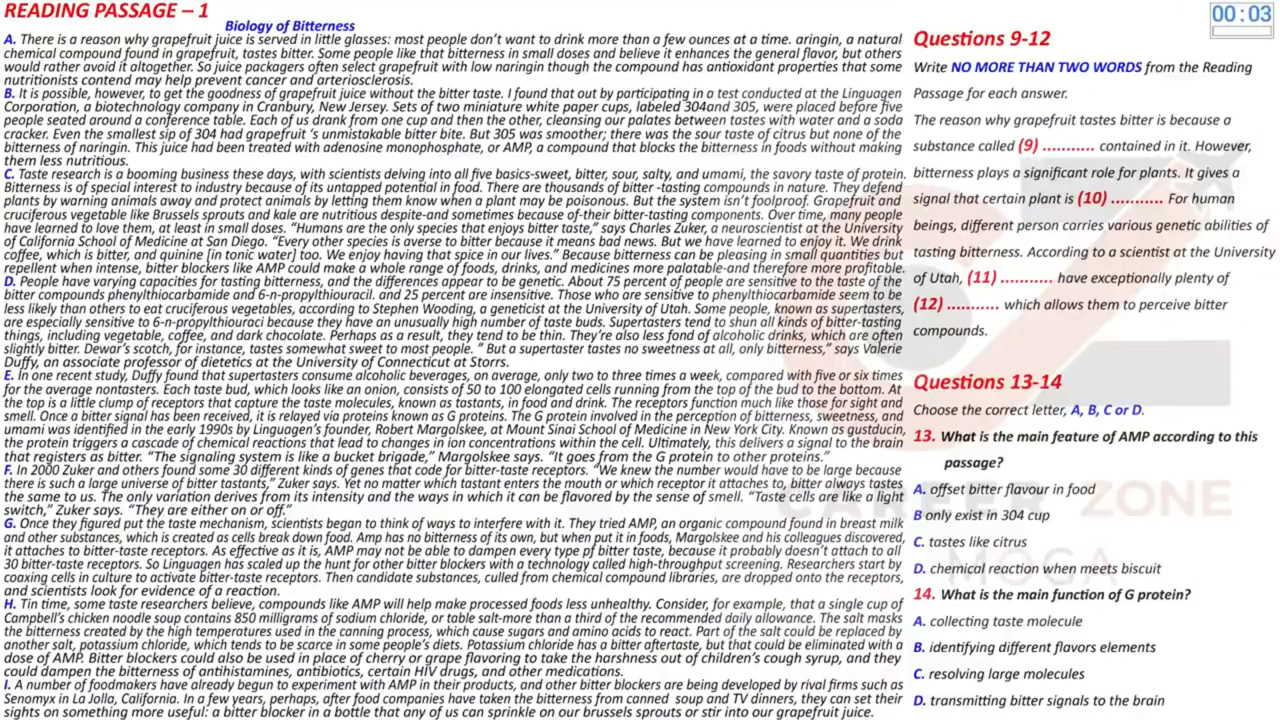 READING PASSAGE – 1
Biology of Bitterness
A. There is a reason why grapefruit juice is served in little glasses: most people don’t want to drink more than a few ounces at a time. aringin, a natural
chemical compound found in grapefruit, tastes bitter. Some people like that bitterness in small doses and believe it enhances the general flavor, but others
would rather avoid it altogether. So juice packagers often select grapefruit with low naringin though the compound has antioxidant properties that some
nutritionists contend may help prevent cancer and arteriosclerosis.
B. It is possible, however, to get the goodness of grapefruit juice without the bitter taste. I found that out by participating in a test conducted at the Linguagen
Corporation, a biotechnology company in Cranbury, New Jersey. Sets of two miniature white paper cups, labeled 304and 305, were placed before five
people seated around a conference table. Each of us drank from one cup and then the other, cleansing our palates between tastes with water and a soda
cracker. Even the smallest sip of 304 had grapefruit ‘s unmistakable bitter bite. But 305 was smoother; there was the sour taste of citrus but none of the
bitterness of naringin. This juice had been treated with adenosine monophosphate, or AMP, a compound that blocks the bitterness in foods without making
them less nutritious.
C. Taste research is a booming business these days, with scientists delving into all five basics-sweet, bitter, sour, salty, and umami, the savory taste of protein.
Bitterness is of special interest to industry because of its untapped potential in food. There are thousands of bitter -tasting compounds in nature. They defend
plants by warning animals away and protect animals by letting them know when a plant may be poisonous. But the system isn’t foolproof. Grapefruit and
cruciferous vegetable like Brussels sprouts and kale are nutritious despite-and sometimes because of-their bitter-tasting components. Over time, many people
have learned to love them, at least in small doses. “Humans are the only species that enjoys bitter taste,” says Charles Zuker, a neuroscientist at the University
of California School of Medicine at San Diego. “Every other species is averse to bitter because it means bad news. But we have learned to enjoy it. We drink
coffee, which is bitter, and quinine [in tonic water] too. We enjoy having that spice in our lives.” Because bitterness can be pleasing in small quantities but
repellent when intense, bitter blockers like AMP could make a whole range of foods, drinks, and medicines more palatable-and therefore more profitable.
D. People have varying capacities for tasting bitterness, and the differences appear to be genetic. About 75 percent of people are sensitive to the taste of the
bitter compounds phenylthiocarbamide and 6-n-propylthiouracil. and 25 percent are insensitive. Those who are sensitive to phenylthiocarbamide seem to be
less likely than others to eat cruciferous vegetables, according to Stephen Wooding, a geneticist at the University of Utah. Some people, known as supertasters,
are especially sensitive to 6-n-propylthiouraci because they have an unusually high number of taste buds. Supertasters tend to shun all kinds of bitter-tasting
things, including vegetable, coffee, and dark chocolate. Perhaps as a result, they tend to be thin. They’re also less fond of alcoholic drinks, which are often
slightly bitter. Dewar’s scotch, for instance, tastes somewhat sweet to most people. ” But a supertaster tastes no sweetness at all, only bitterness,” says Valerie
Duffy, an associate professor of dietetics at the University of Connecticut at Storrs.
E. In one recent study, Duffy found that supertasters consume alcoholic beverages, on average, only two to three times a week, compared with five or six times
for the average nontasters. Each taste bud, which looks like an onion, consists of 50 to 100 elongated cells running from the top of the bud to the bottom. At
the top is a little clump of receptors that capture the taste molecules, known as tastants, in food and drink. The receptors function much like those for sight and
smell. Once a bitter signal has been received, it is relayed via proteins known as G proteins. The G protein involved in the perception of bitterness, sweetness, and
umami was identified in the early 1990s by Linguagen’s founder, Robert Margolskee, at Mount Sinai School of Medicine in New York City. Known as gustducin,
the protein triggers a cascade of chemical reactions that lead to changes in ion concentrations within the cell. Ultimately, this delivers a signal to the brain
that registers as bitter. “The signaling system is like a bucket brigade,” Margolskee says. “It goes from the G protein to other proteins.”
F. In 2000 Zuker and others found some 30 different kinds of genes that code for bitter-taste receptors. “We knew the number would have to be large because
there is such a large universe of bitter tastants,” Zuker says. Yet no matter which tastant enters the mouth or which receptor it attaches to, bitter always tastes
the same to us. The only variation derives from its intensity and the ways in which it can be flavored by the sense of smell. “Taste cells are like a light
switch,” Zuker says. “They are either on or off.”
G. Once they figured put the taste mechanism, scientists began to think of ways to interfere with it. They tried AMP, an organic compound found in breast milk
and other substances, which is created as cells break down food. Amp has no bitterness of its own, but when put it in foods, Margolskee and his colleagues discovered,
it attaches to bitter-taste receptors. As effective as it is, AMP may not be able to dampen every type pf bitter taste, because it probably doesn’t attach to all
30 bitter-taste receptors. So Linguagen has scaled up the hunt for other bitter blockers with a technology called high-throughput screening. Researchers start by
coaxing cells in culture to activate bitter-taste receptors. Then candidate substances, culled from chemical compound libraries, are dropped onto the receptors,
and scientists look for evidence of a reaction.
H. Tin time, some taste researchers believe, compounds like AMP will help make processed foods less unhealthy. Consider, for example, that a single cup of
Campbell’s chicken noodle soup contains 850 milligrams of sodium chloride, or table salt-more than a third of the recommended daily allowance. The salt masks
the bitterness created by the high temperatures used in the canning process, which cause sugars and amino acids to react. Part of the salt could be replaced by
another salt, potassium chloride, which tends to be scarce in some people’s diets. Potassium chloride has a bitter aftertaste, but that could be eliminated with a
dose of AMP. Bitter blockers could also be used in place of cherry or grape flavoring to take the harshness out of children’s cough syrup, and they
could dampen the bitterness of antihistamines, antibiotics, certain HIV drugs, and other medications.
I. A number of foodmakers have already begun to experiment with AMP in their products, and other bitter blockers are being developed by rival firms such as
Senomyx in La Jolla, California. In a few years, perhaps, after food companies have taken the bitterness from canned soup and TV dinners, they can set their
sights on something more useful: a bitter blocker in a bottle that any of us can sprinkle on our brussels sprouts or stir into our grapefruit juice.
00:03
Questions 9-12
Write NO MORE THAN TWO WORDS from the Reading
Passage for each answer.
The reason why grapefruit tastes bitter is because a
substance called (9) ........... contained in it. However,
bitterness plays a significant role for plants. It gives a
signal that certain plant is (10) ........... For human
beings, different person carries various genetic abilities of
tasting bitterness. According to a scientist at the University
of Utah, (11) ........... have exceptionally plenty of
(12) ........... which allows them to perceive bitter
compounds.
Questions 13-14
Choose the correct letter, A, B, C or D.
13. What is the main feature of AMP according to this
passage?
A. offset bitter flavour in food
B only exist in 304 cup
C. tastes like citrus
D. chemical reaction when meets biscuit
14. What is the main function of G protein?
A. collecting taste molecule
B. identifying different flavors elements
C. resolving large molecules
D. transmitting bitter signals to the brain
CAREER ZONE
MOGA